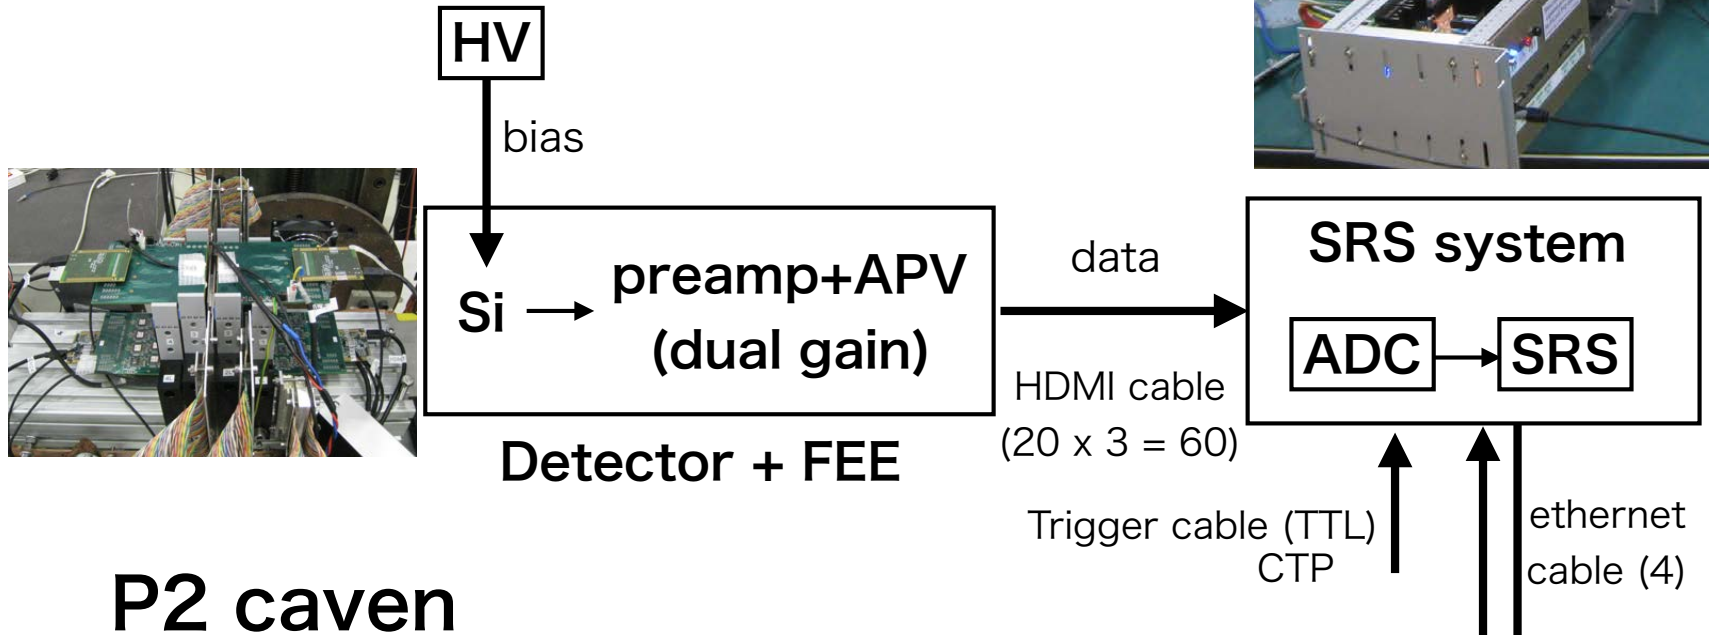 HV
bias
Si
preamp+APV
(dual gain)
Detector + FEE
data
HDMI cable
(20 x 3 = 60)
SRS system
ADC
SRS
Trigger cable (TTL)
CTP
ethernet
cable (4)
P2 caven